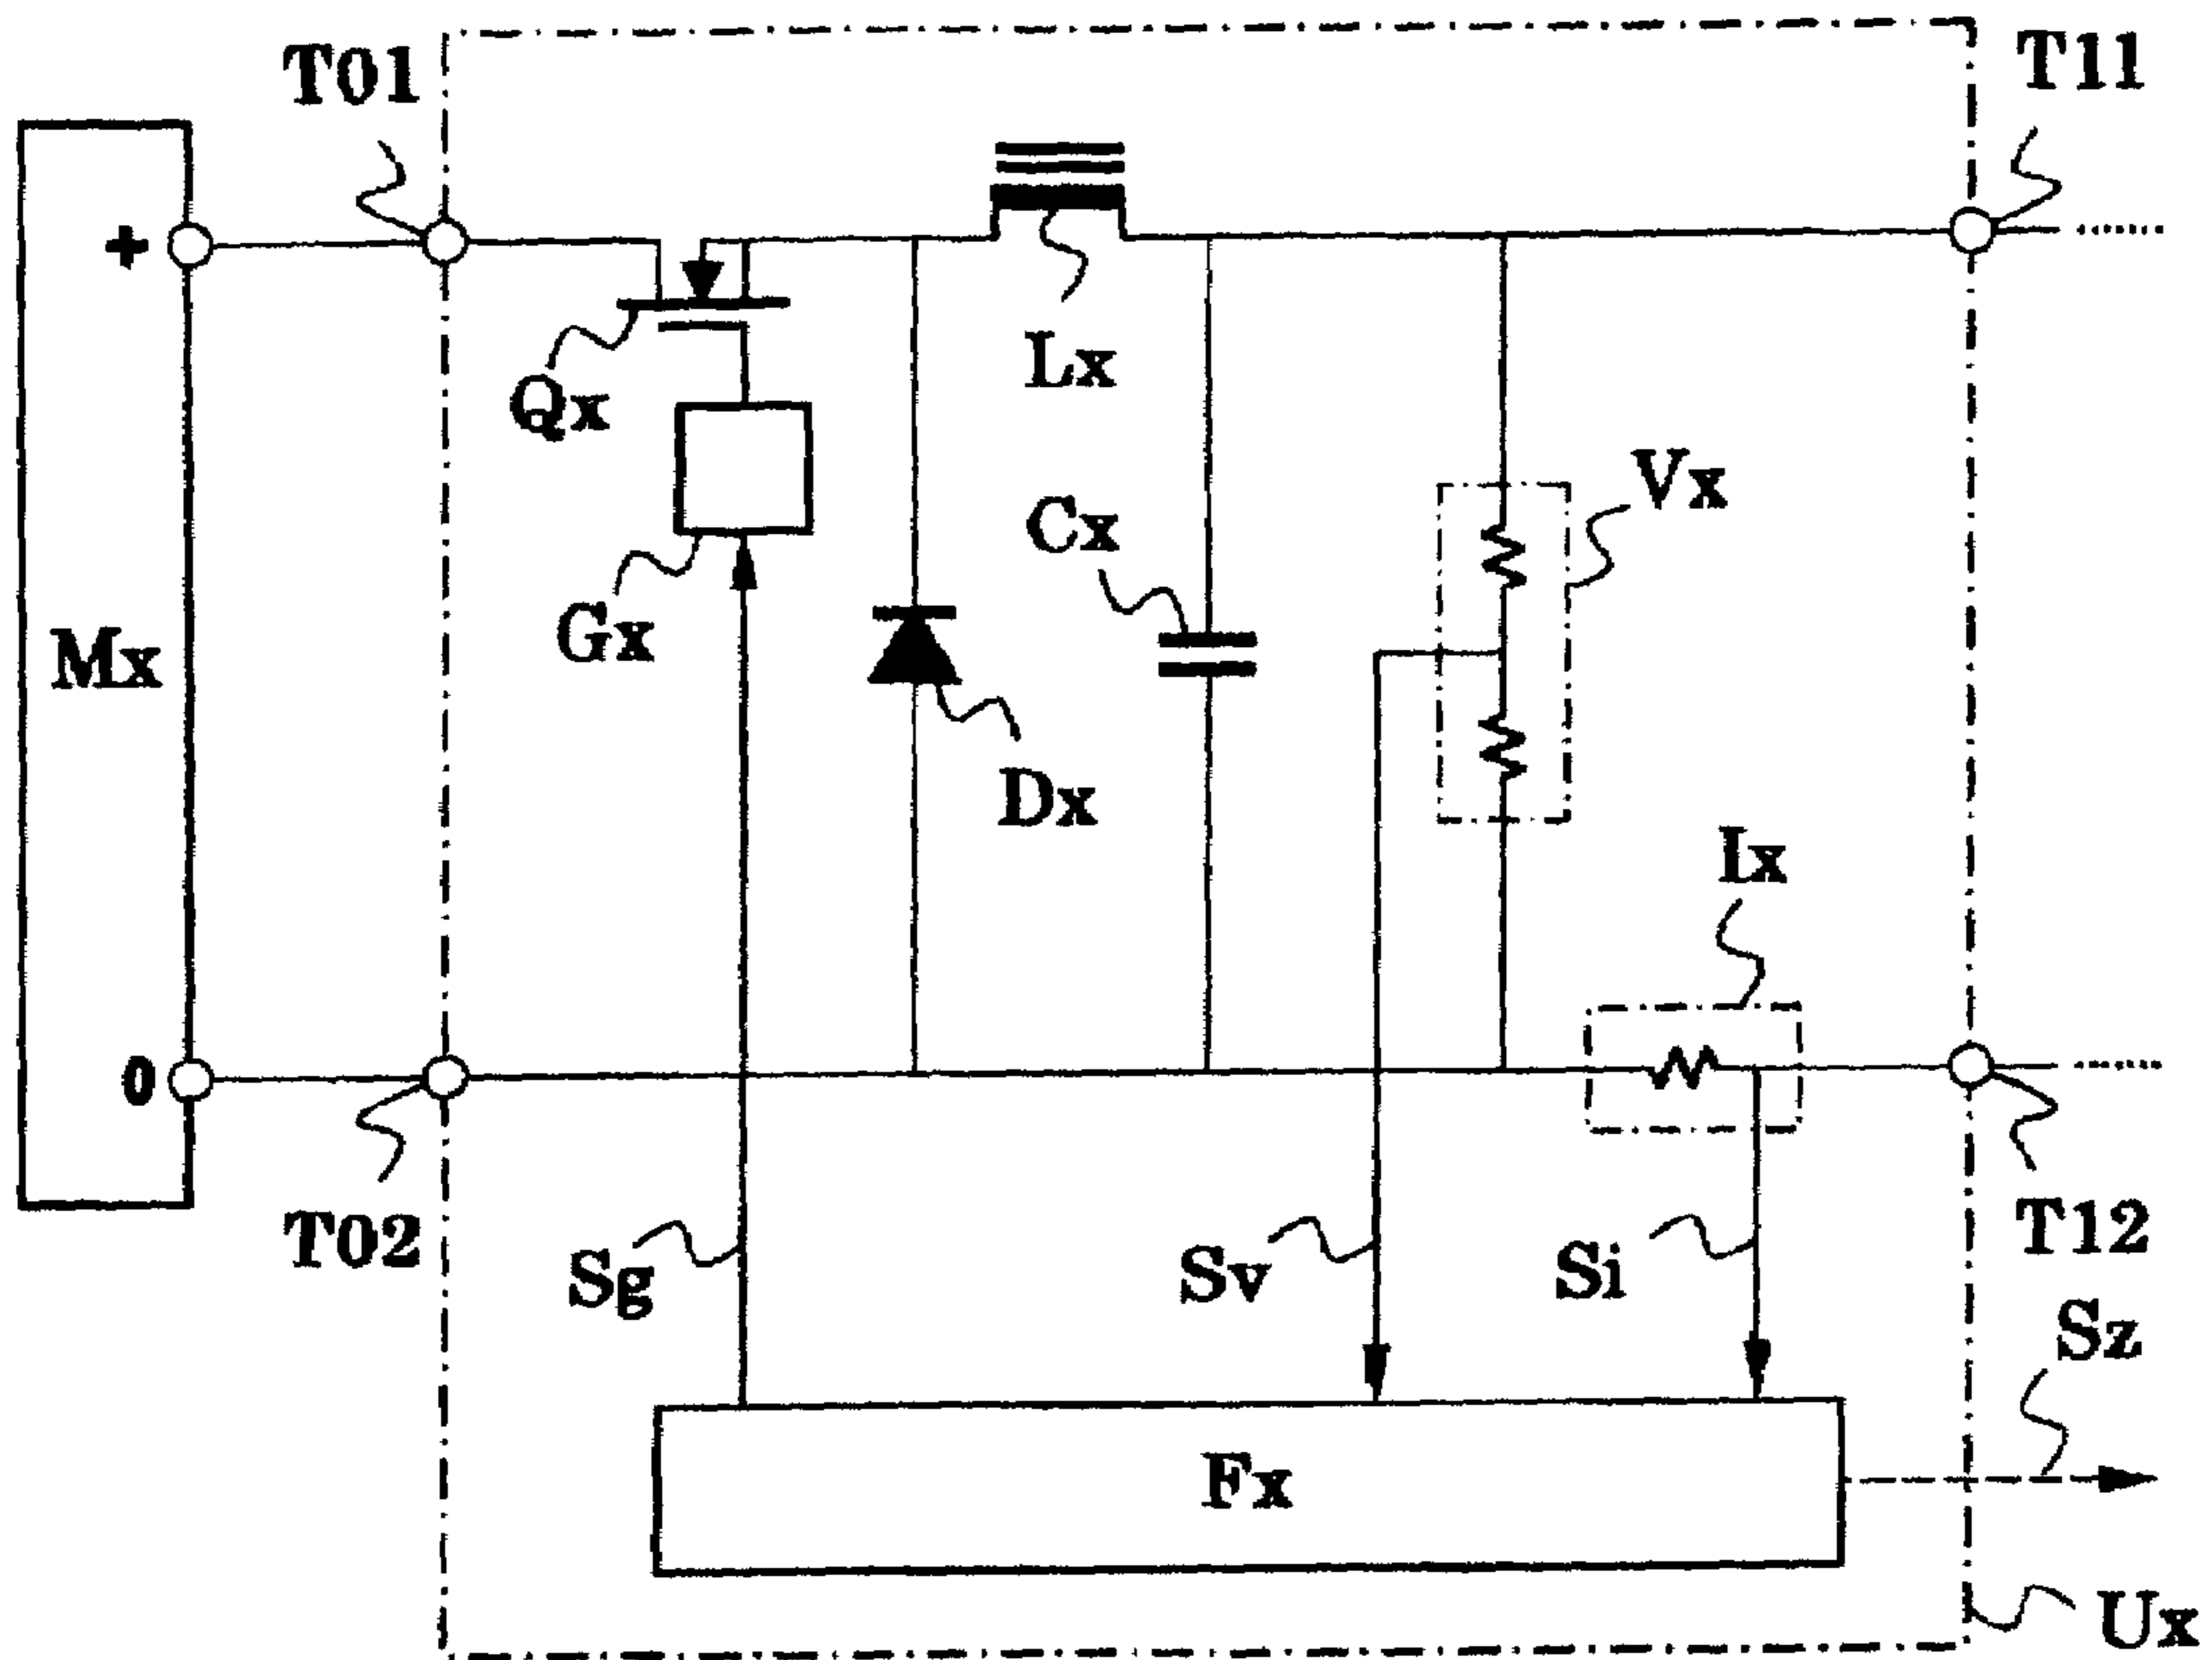 T01
T11
+
Lx
Qx
Vx
Cx
Gx
Mx
Dx
Ix
0
T02
T12
Sg
Sv
Si
Sz
Fx
Ux